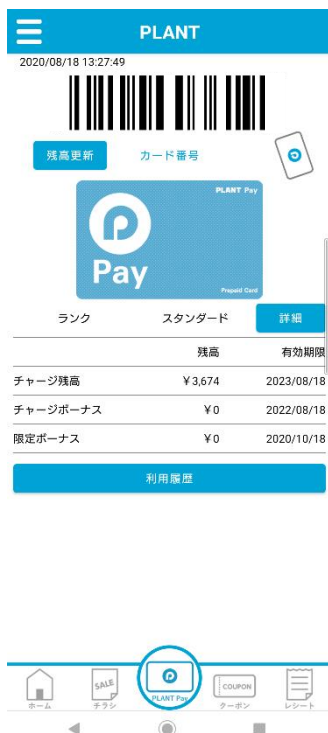 PLANT
2020/08/18 13:27:49
残高更新 カード番号
PLANT Pay
Pay
Prepaid Card
ランク スタンダード 詳細
残高 有効期限
チャージ残高 ¥3,674 2023/08/18
チャージボーナス ¥0 2022/08/18
限定ボーナス ¥0 2020/10/18
利用履歴
SALE PLANT Pay COUPON
ホーム チラシ クーポン レシート